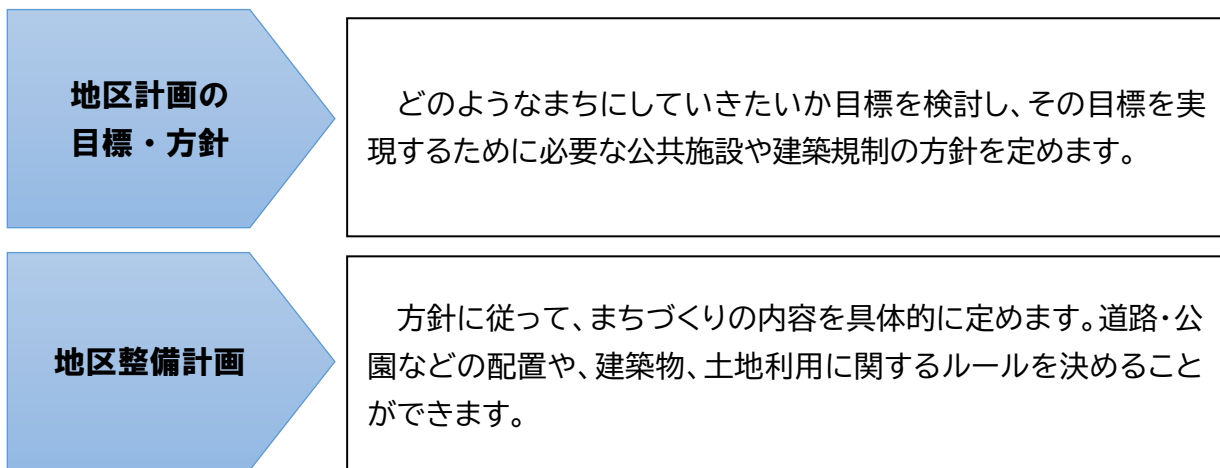 地区計画の
目標・方針
どのようなまちにしていきたいか目標を検討し、その目標を実
現するために必要な公共施設や建築規制の方針を定めます。
地区整備計画
方針に従って、まちづくりの内容を具体的に定めます。道路・公
園などの配置や、建築物、土地利用に関するルールを決めること
ができます。